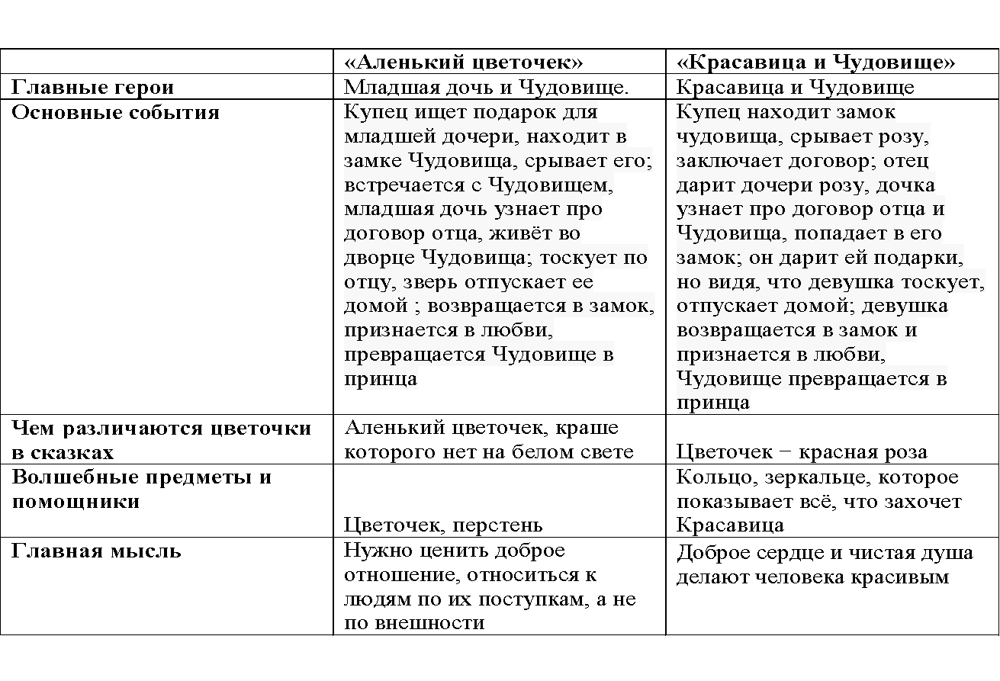 «Аленький цветочек»
«Красавица и Чудовище»
Главные герои
Младшая дочь и Чудовище.
Красавица и Чудовище
Основные события
Купец ищет подарок для
младшей дочери, находит в
замке Чудовища, срывает его;
встречается с Чудовищем,
младшая дочь узнает про
договор отца, живёт во
дворце Чудовища; тоскует по
отцу, зверь отпускает ее
домой ; возвращается в замок,
признается в любви,
превращается Чудовище в
принца
Купец находит замок
чудовища, срывает розу,
заключает договор; отец
дарит дочери розу, дочка
узнает про договор отца и
Чудовища, попадает в его
замок; он дарит ей подарки,
но видя, что девушка тоскует,
отпускает домой; девушка
возвращается в замок и
признается в любви,
Чудовище превращается в
принца
Чем различаются цветочки
в сказках
Аленький цветочек, краше
которого нет на белом свете
Цветочек − красная роза
Волшебные предметы и
помощники
Цветочек, перстень
Кольцо, зеркальце, которое
показывает всё, что захочет
Красавица
Главная мысль
Нужно ценить доброе
отношение, относиться к
людям по их поступкам, а не
по внешности
Доброе сердце и чистая душа
делают человека красивым